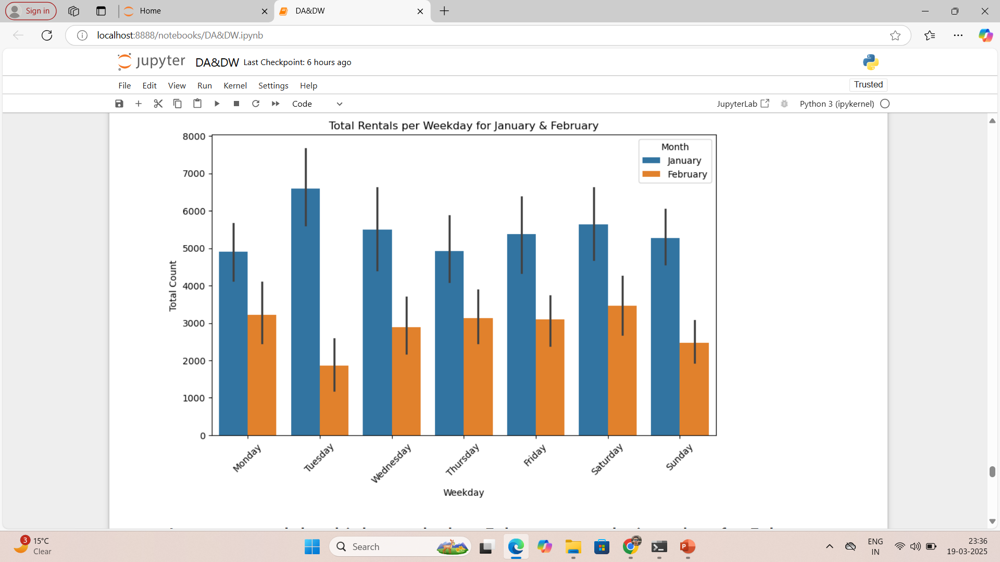 Sign in
Home
DA&DW
localhost:8888/notebooks/DA&DW.ipynb
jupyter DA&DW Last Checkpoint: 6 hours ago
File Edit View Run Kernel Settings Help
Trusted
Code
JupyterLab
Python 3 (ipykernel)
Total Rentals per Weekday for January & February
8000
7000
6000
5000
4000
3000
2000
1000
0
Total Count
Month
January
February
Monday
Tuesday
Wednesday
Thursday
Friday
Saturday
Sunday
Weekday
3
15°C
Clear
Search
ENG
IN
23:36
19-03-2025